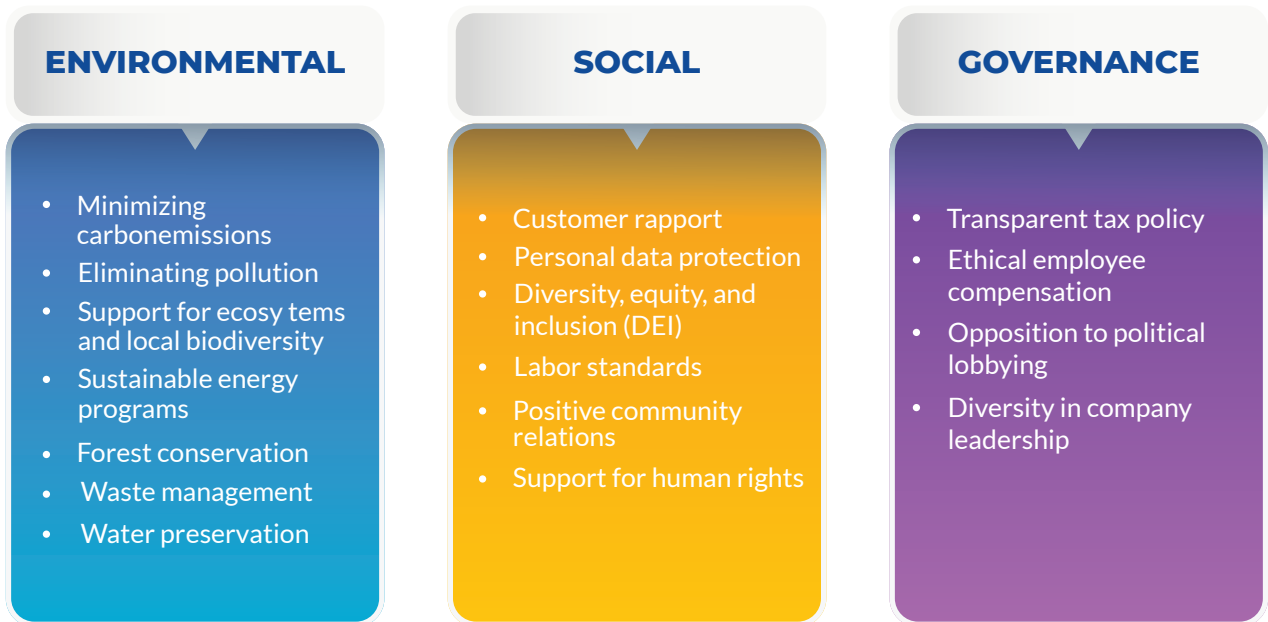 ENVIRONMENTAL
• Minimizing
carbonemissions
• Eliminating pollution
• Support for ecosy tems
and local biodiversity
• Sustainable energy
programs
• Forest conservation
• Waste management
• Water preservation
SOCIAL
• Customer rapport
• Personal data protection
• Diversity, equity, and
inclusion (DEI)
• Labor standards
• Positive community
relations
• Support for human rights
GOVERNANCE
• Transparent tax policy
• Ethical employee
compensation
• Opposition to political
lobbying
• Diversity in company
leadership